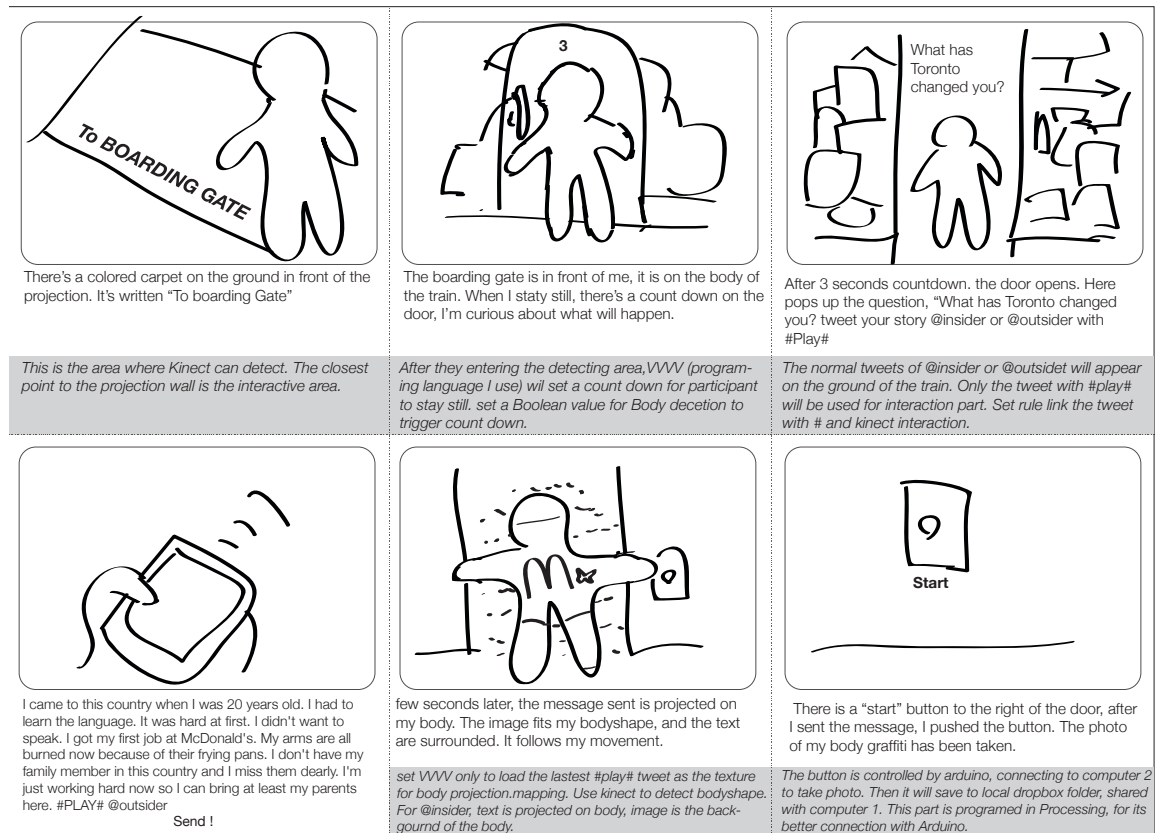 To BOARDING GATE
There's a colored carpet on the ground in front of the
projection. It's written "To boarding Gate"
This is the area where Kinect can detect. The closest
point to the projection wall is the interactive area.
3
The boarding gate is in front of me, it is on the body of
the train. When I staty still, there's a count down on the
door, I'm curious about what will happen.
After they entering the detecting area,VVVV (program-
ing language I use) wil set a count down for participant
to stay still. set a Boolean value for Body decetion to
trigger count down.
What has
Toronto
changed you?
After 3 seconds countdown. the door opens. Here
pops up the question, "What has Toronto changed
you? tweet your story @insider or @outsider with
#Play#
The normal tweets of @insider or @outsidet will appear
on the ground of the train. Only the tweet with #play#
will be used for interaction part. Set rule link the tweet
with # and kinect interaction.
I came to this country when I was 20 years old. I had to
learn the language. It was hard at first. I didn't want to
speak. I got my first job at McDonald's. My arms are all
burned now because of their frying pans. I don't have my
family member in this country and I miss them dearly. I'm
just working hard now so I can bring at least my parents
here. #PLAY# @outsider
Send !
few seconds later, the message sent is projected on
my body. The image fits my bodyshape, and the text
are surrounded. It follows my movement.
set VVVV only to load the lastest #play# tweet as the texture
for body projection.mapping. Use kinect to detect bodyshape.
For @insider, text is projected on body, image is the back-
gournd of the body.
Start
There is a "start" button to the right of the door, after
I sent the message, I pushed the button. The photo
of my body graffiti has been taken.
The button is controlled by arduino, connecting to computer 2
to take photo. Then it will save to local dropbox folder, shared
with computer 1. This part is programed in Processing, for its
better connection with Arduino.